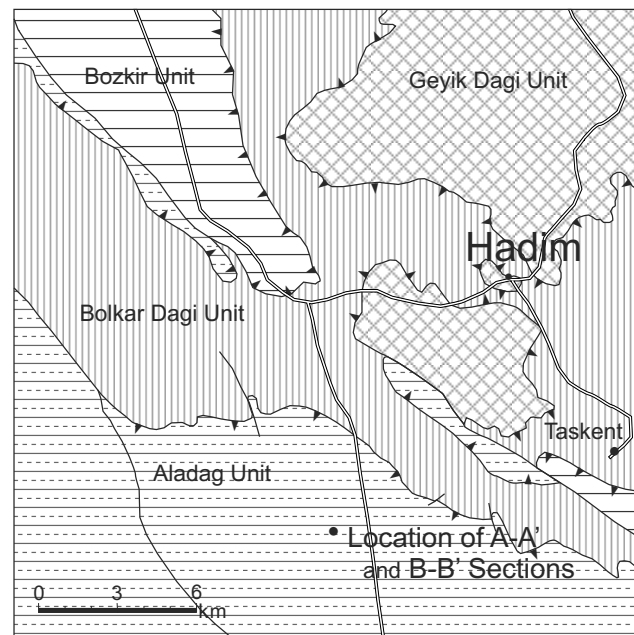 Bozkir Unit
Geyik Dagi Unit
Hadim
Bolkar Dagi Unit
Taskent
Aladag Unit
Location of A-A'
and B-B' Sections
0 3 6
km